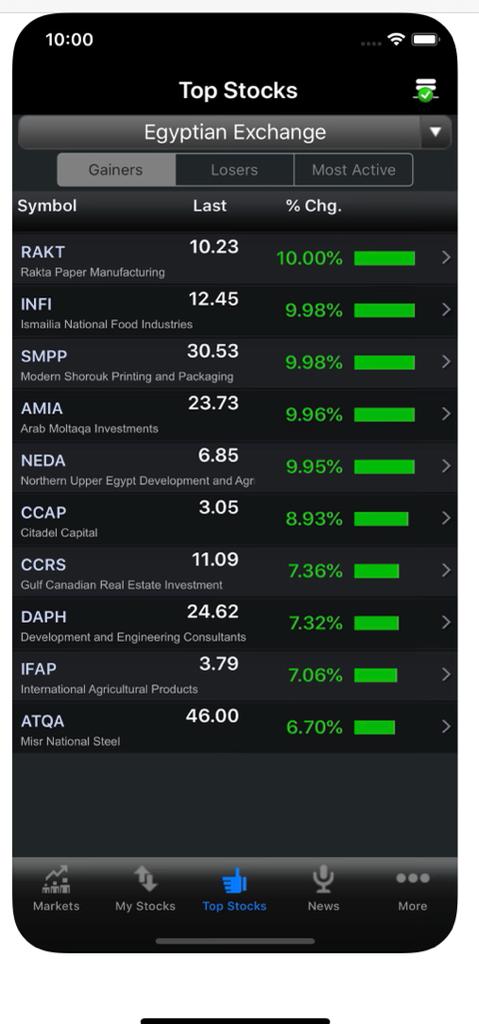 10:00
Top Stocks
Egyptian Exchange
Gainers Losers Most Active
Symbol Last % Chg.
RAKT 10.23 10.00%
Rakta Paper Manufacturing
INFI 12.45 9.98%
Ismailia National Food Industries
SMPP 30.53 9.98%
Modern Shorouk Printing and Packaging
AMIA 23.73 9.96%
Arab Moltaqa Investments
NEDA 6.85 9.95%
Northern Upper Egypt Development and Agri
CCAP 3.05 8.93%
Citadel Capital
CCRS 11.09 7.36%
Gulf Canadian Real Estate Investment
DAPH 24.62 7.32%
Development and Engineering Consultants
IFAP 3.79 7.06%
International Agricultural Products
ATQA 46.00 6.70%
Misr National Steel
Markets My Stocks Top Stocks News More